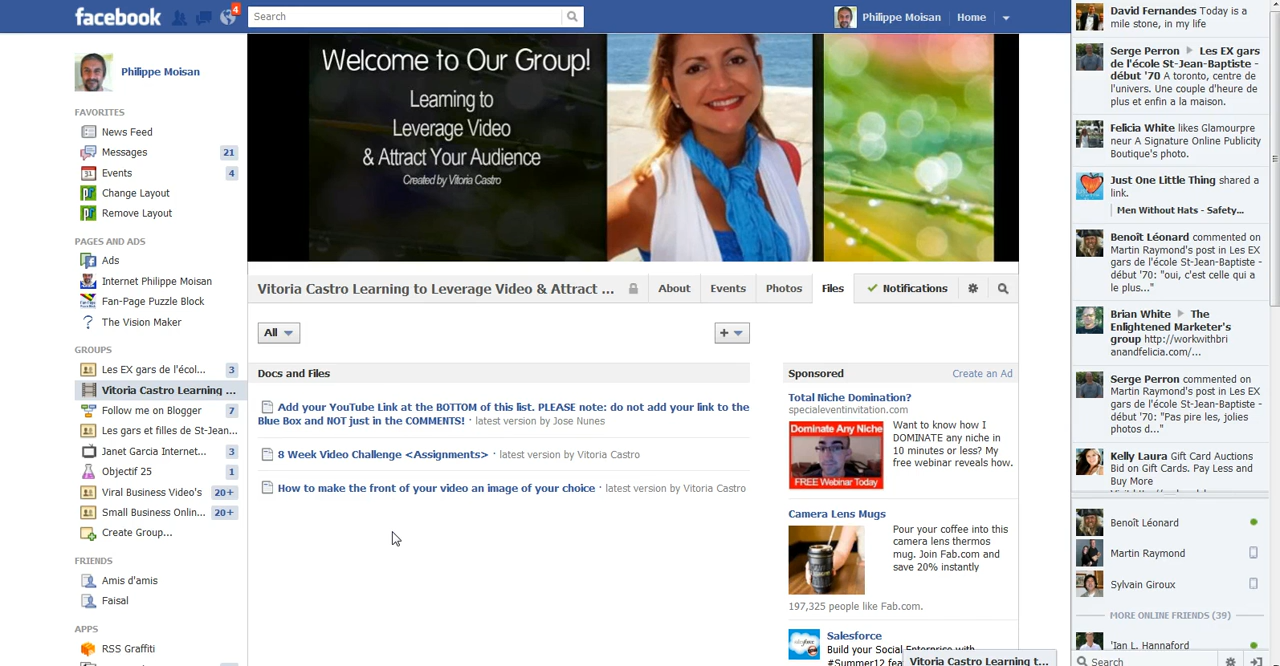 facebook
4
Search
Philippe Moisan
Home
Philippe Moisan
FAVORITES
News Feed
Messages 21
31 Events 4
Change Layout
Remove Layout
PAGES AND ADS
Ads
Internet Philippe Moisan
Fan-Page Puzzle Block
The Vision Maker
GROUPS
Les EX gars de l'écol... 3
Vitoria Castro Learning ...
Follow me on Blogger 7
Les gars et filles de St-Jean...
Janet Garcia Internet... 3
Objectif 25 1
Viral Business Video's 20+
Small Business Onlin... 20+
Create Group...
FRIENDS
Amis d'amis
Faisal
APPS
RSS Graffiti
Welcome to Our Group!
Learning to
Leverage Video
& Attract Your Audience
Created by Vitoria Castro
Vitoria Castro Learning to Leverage Video & Attract ...
About
Events
Photos
Files
Notifications
All
+
Docs and Files
Add your YouTube Link at the BOTTOM of this list. PLEASE note: do not add your link to the
Blue Box and NOT just in the COMMENTS! · latest version by Jose Nunes
8 Week Video Challenge <Assignments> · latest version by Vitoria Castro
How to make the front of your video an image of your choice · latest version by Vitoria Castro
Sponsored
Create an Ad
Total Niche Domination?
specialeventinvitation.com
Dominate Any Niche
FREE Webinar Today
Want to know how I
DOMINATE any niche in
10 minutes or less? My
free webinar reveals how.
Camera Lens Mugs
Pour your coffee into this
camera lens thermos
mug. Join Fab.com and
save 20% instantly
197,325 people like Fab.com.
Salesforce
Build your Social Enterprise with
#Summer12
Vitoria Castro Learning t...
David Fernandes Today is a
mile stone, in my life
Serge Perron Les EX gars
de l'école St-Jean-Baptiste -
début '70 A toronto, centre de
l'univers. Une couple d'heure de
plus et enfin a la maison.
Felicia White likes Glamourpre
neur A Signature Online Publicity
Boutique's photo.
Just One Little Thing shared a
link.
Men Without Hats - Safety...
Benoît Léonard commented on
Martin Raymond's post in Les EX
gars de l'école St-Jean-Baptiste -
début '70: "oui, c'est celle qui a
le plus..."
Brian White The
Enlightened Marketer's
group http://workwithbri
anandfelicia.com/...
Serge Perron commented on
Martin Raymond's post in Les EX
gars de l'école St-Jean-Baptiste -
début '70: "Pas pire, les, jolies
photos d..."
Kelly Laura Gift Card Auctions
Bid on Gift Cards. Pay Less and
Buy More
Benoît Léonard
Martin Raymond
Sylvain Giroux
MORE ONLINE FRIENDS (39)
'Ian L. Hannaford
Search